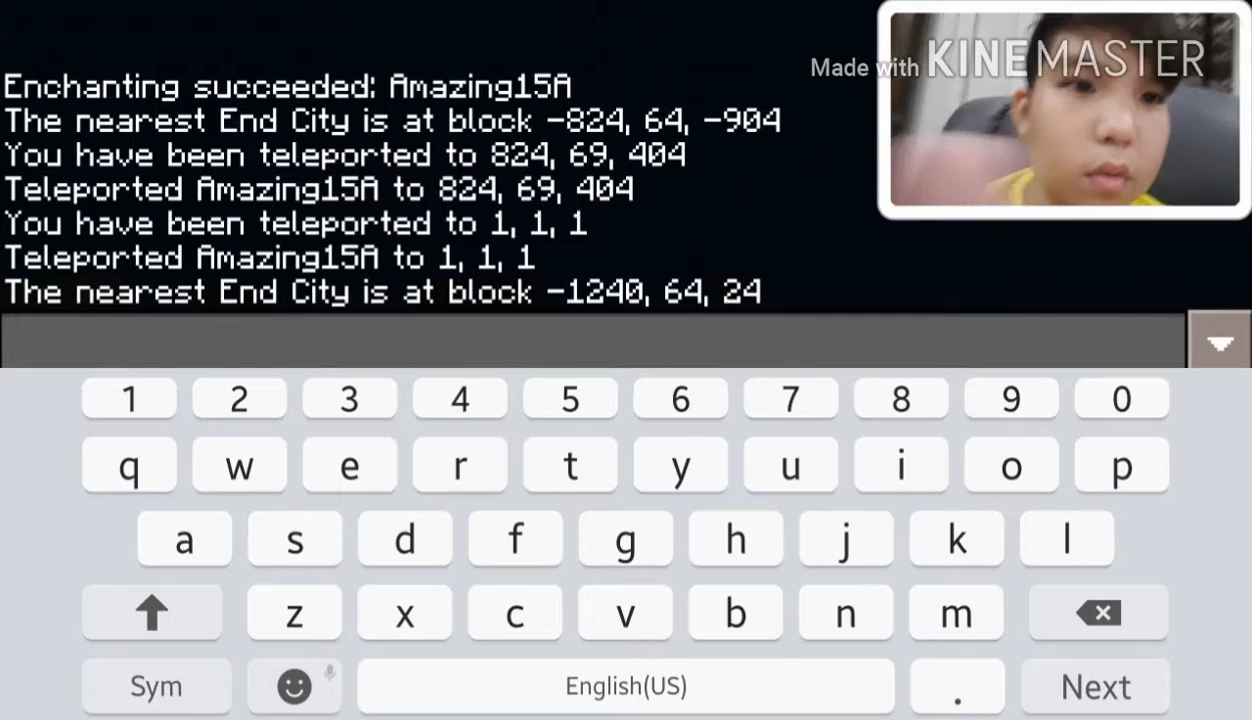 Made with KINEMASTER
Enchanting succeeded: Amazing15A
The nearest End City is at block -824, 64, -904
You have been teleported to 824, 69, 404
Teleported Amazing15A to 824, 69, 404
You have been teleported to 1, 1, 1
Teleported Amazing15A to 1, 1, 1
The nearest End City is at block -1240, 64, 24
1 2 3 4 5 6 7 8 9 0
q w e r t y u i o p
a s d f g h j k l
z x c v b n m
Sym English(US) . Next